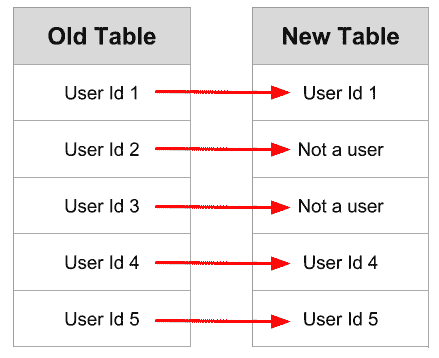 Old Table New Table
User Id 1 User Id 1
User Id 2 Not a user
User Id 3 Not a user
User Id 4 User Id 4
User Id 5 User Id 5